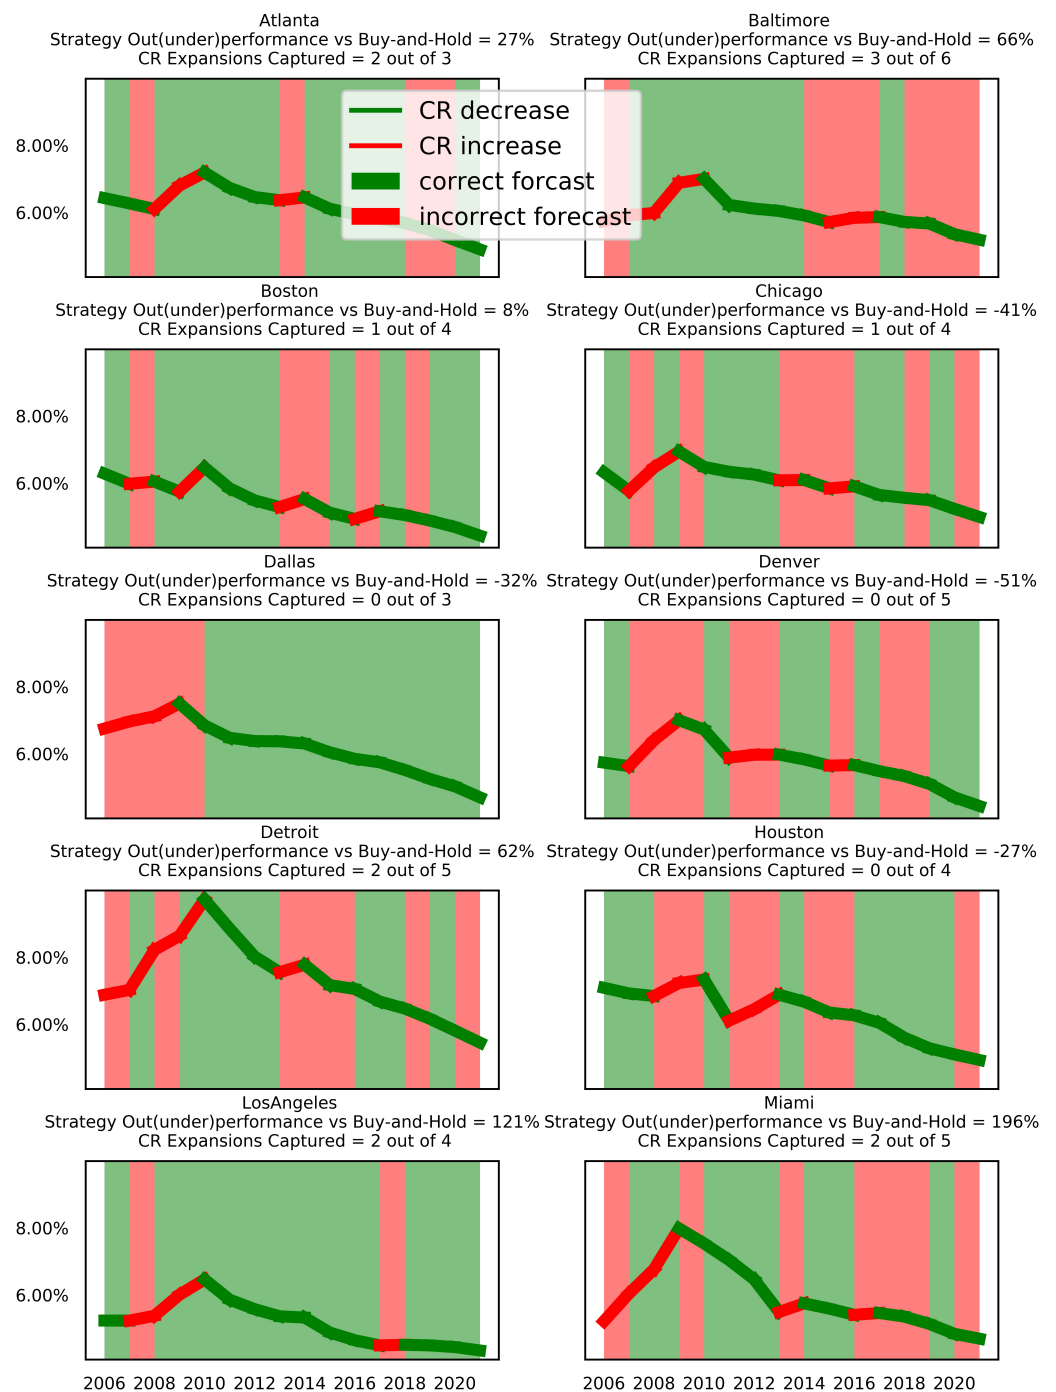 Atlanta
Strategy Out(under)performance vs Buy-and-Hold = 27%
CR Expansions Captured = 2 out of 3
Baltimore
Strategy Out(under)performance vs Buy-and-Hold = 66%
CR Expansions Captured = 3 out of 6
8.00%
6.00%
CR decrease
CR increase
correct forcast
incorrect forecast
Boston
Strategy Out(under)performance vs Buy-and-Hold = 8%
CR Expansions Captured = 1 out of 4
Chicago
Strategy Out(under)performance vs Buy-and-Hold = -41%
CR Expansions Captured = 1 out of 4
8.00%
6.00%
Dallas
Strategy Out(under)performance vs Buy-and-Hold = -32%
CR Expansions Captured = 0 out of 3
Denver
Strategy Out(under)performance vs Buy-and-Hold = -51%
CR Expansions Captured = 0 out of 5
8.00%
6.00%
Detroit
Strategy Out(under)performance vs Buy-and-Hold = 62%
CR Expansions Captured = 2 out of 5
Houston
Strategy Out(under)performance vs Buy-and-Hold = -27%
CR Expansions Captured = 0 out of 4
8.00%
6.00%
LosAngeles
Strategy Out(under)performance vs Buy-and-Hold = 121%
CR Expansions Captured = 2 out of 4
Miami
Strategy Out(under)performance vs Buy-and-Hold = 196%
CR Expansions Captured = 2 out of 5
8.00%
6.00%
2006 2008 2010 2012 2014 2016 2018 2020
2006 2008 2010 2012 2014 2016 2018 2020